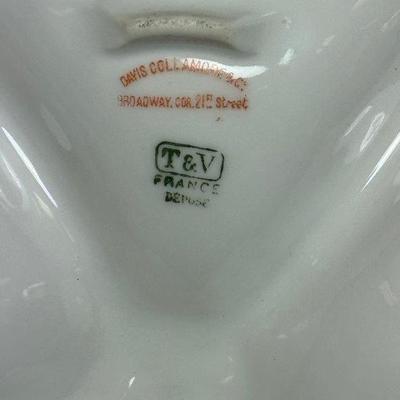 DAVIS COLLAMORE & Co.
BROADWAY. COR. 21ST Street
T&V
FRANCE
DEPOSE